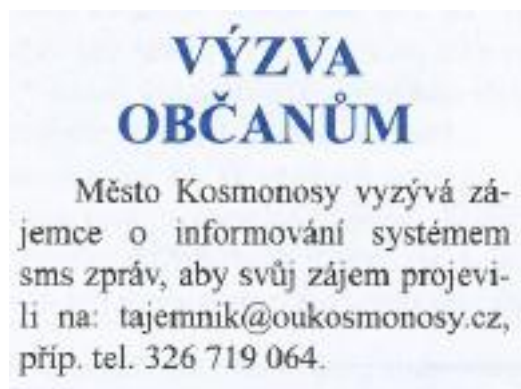 VÝZVA
OBČANŮM
Město Kosmonosy vyzývá zá-
jemce o informování systémem
sms zpráv, aby svůj zájem projevi-
li na: tajemnik@oukosmonosy.cz,
příp. tel. 326 719 064.